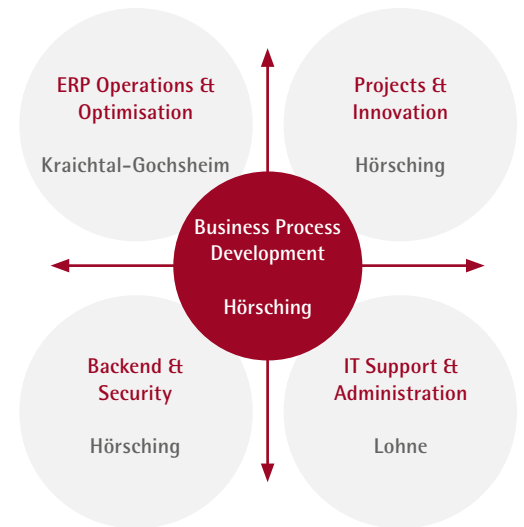 ERP Operations &
Optimisation
Kraichtal-Gochsheim
Projects &
Innovation
Hörsching
Business Process
Development
Hörsching
Backend &
Security
Hörsching
IT Support &
Administration
Lohne